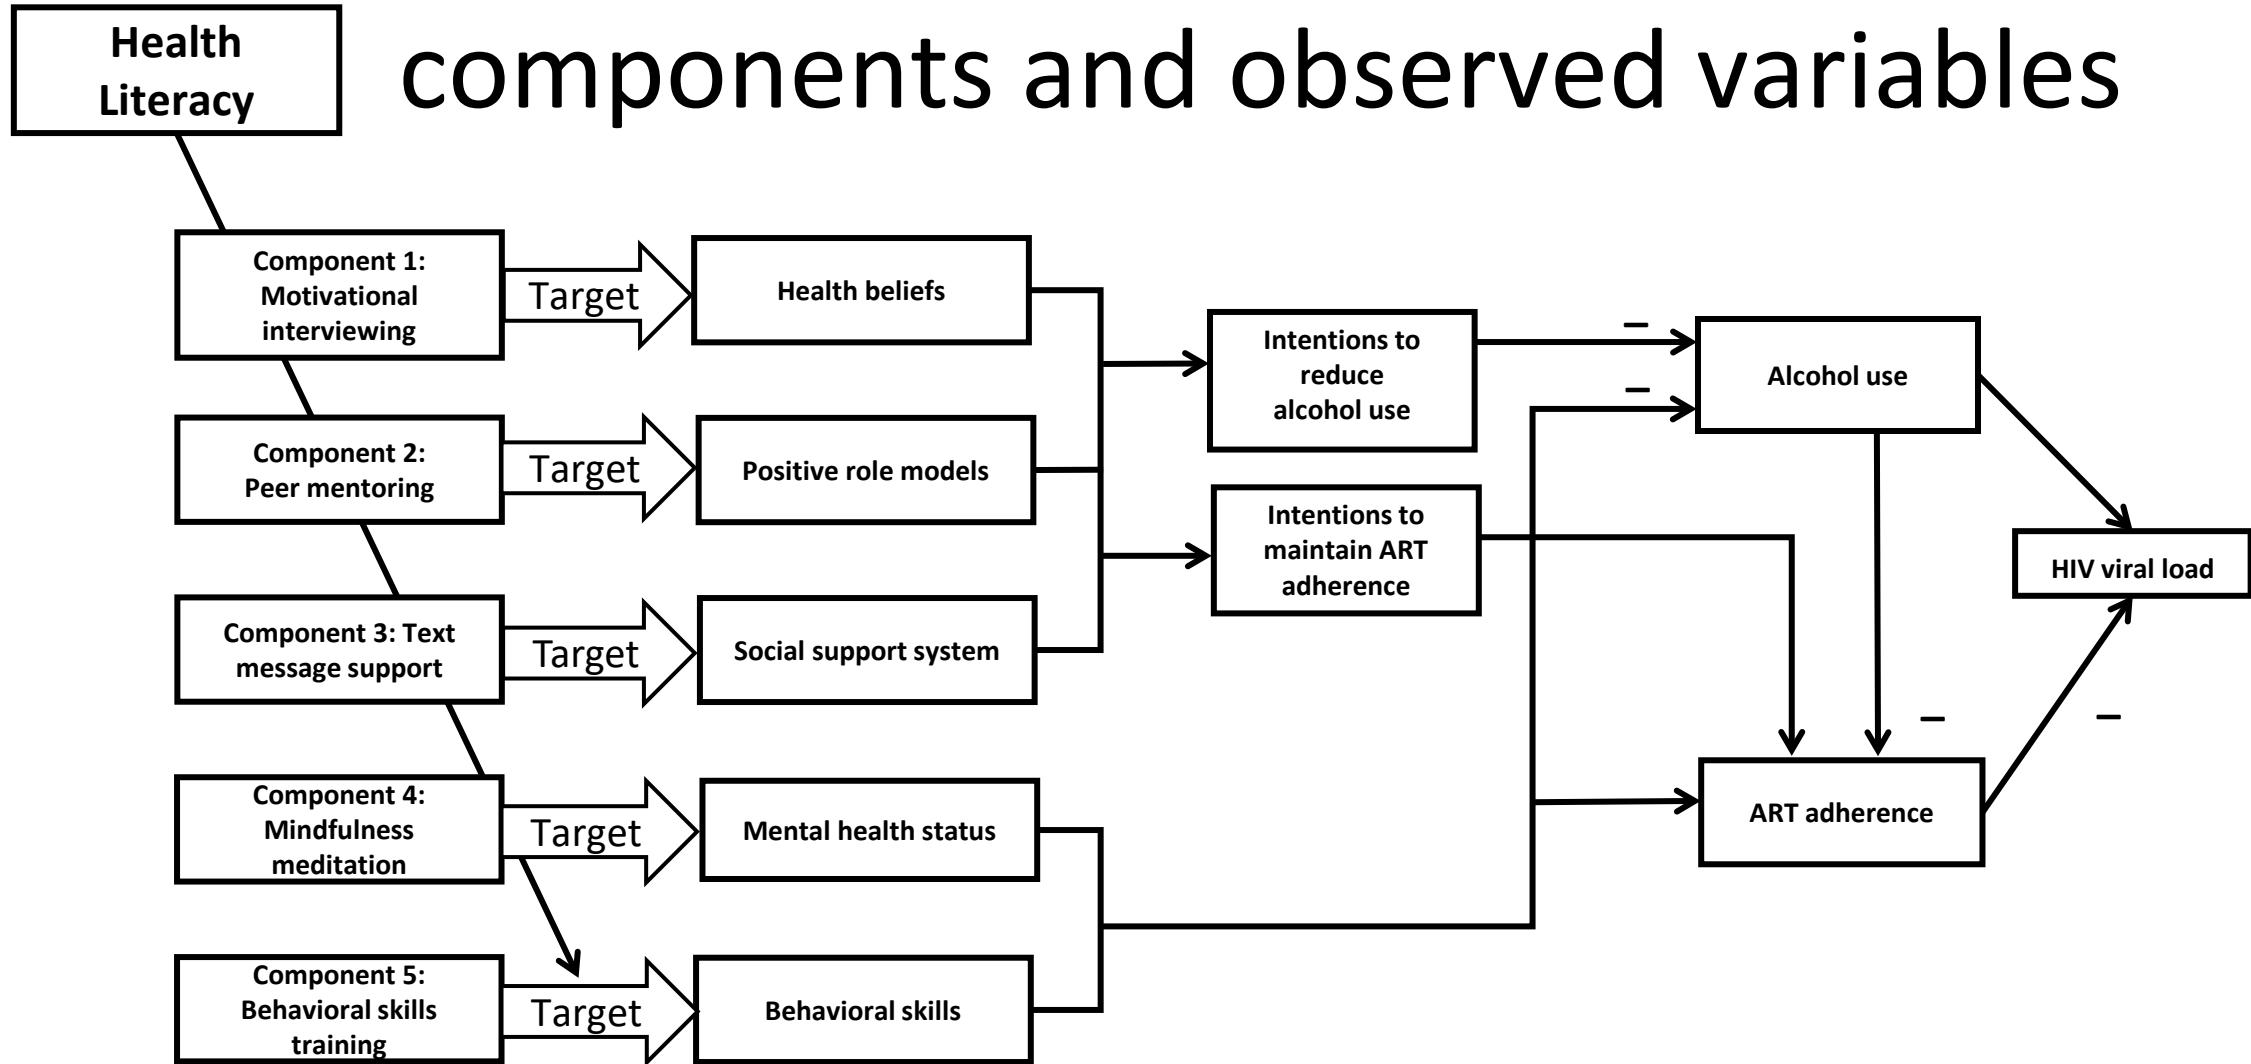 Health
Literacy
components and observed variables
Component 1:
Motivational
interviewing
Target
Health beliefs
Intentions to
reduce
alcohol use
–
–
Alcohol use
Component 2:
Peer mentoring
Target
Positive role models
Intentions to
maintain ART
adherence
HIV viral load
Component 3: Text
message support
Target
Social support system
–
–
Component 4:
Mindfulness
meditation
Target
Mental health status
ART adherence
Component 5:
Behavioral skills
training
Target
Behavioral skills